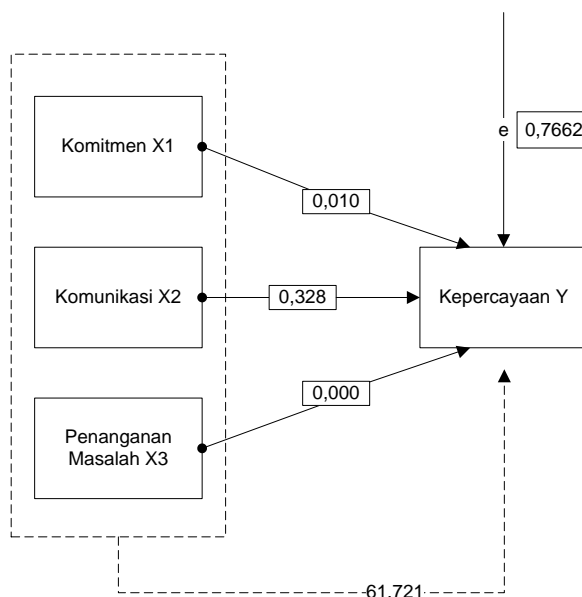 e 0,7662
Komitmen X1
0,010
Komunikasi X2
0,328
Kepercayaan Y
0,000
Penanganan
Masalah X3
61,721